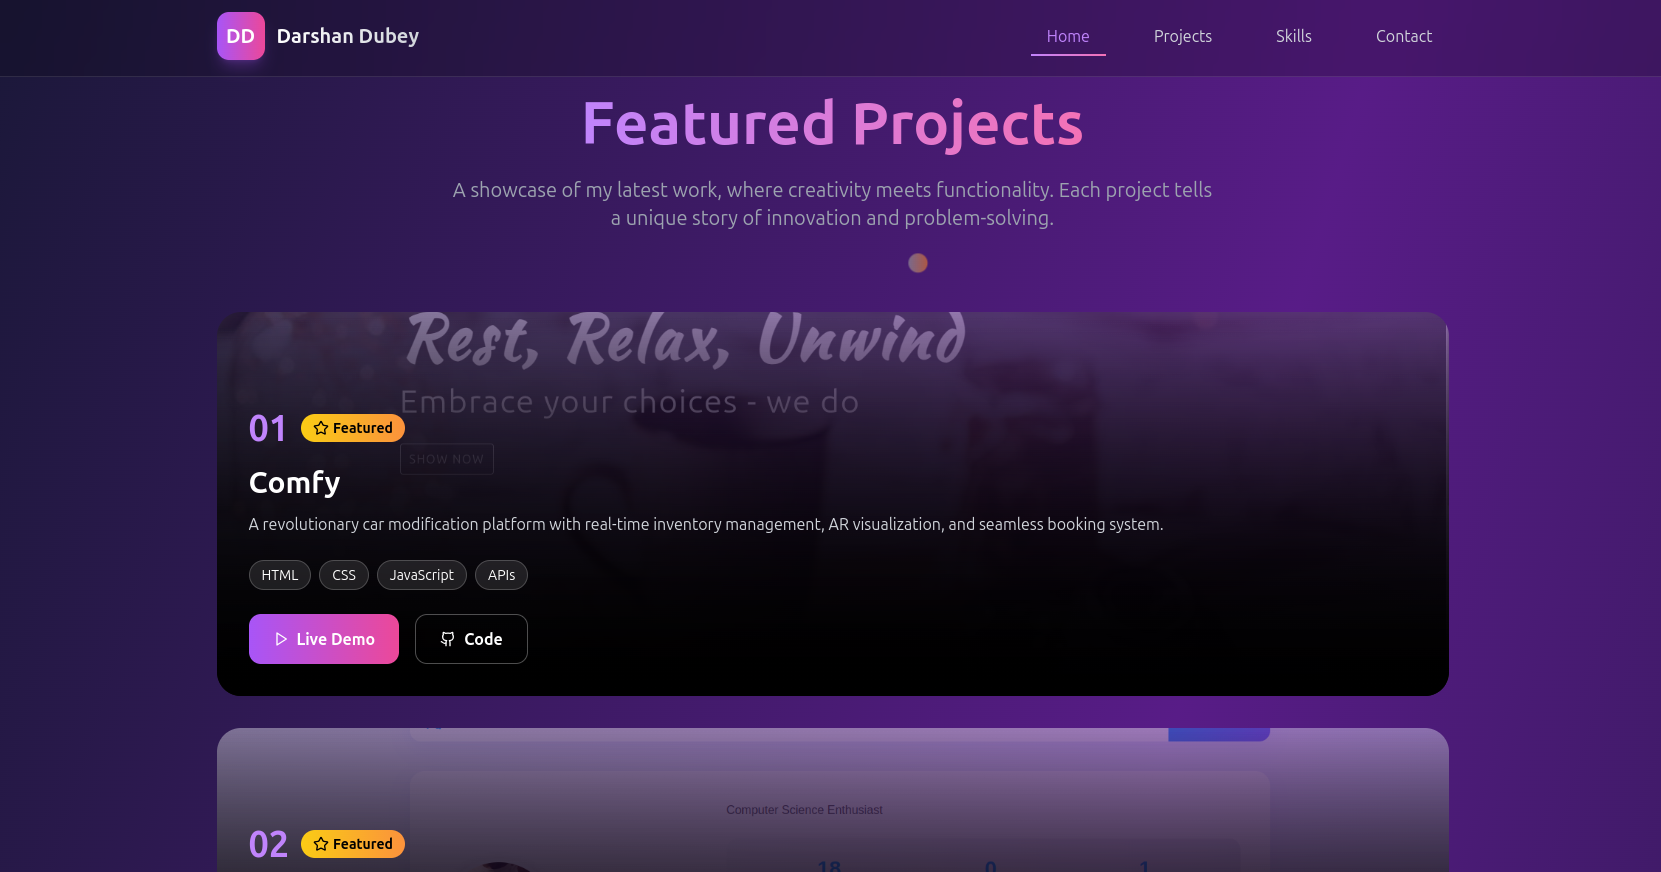 DD Darshan Dubey Home Projects Skills Contact
Featured Projects
A showcase of my latest work, where creativity meets functionality. Each project tells
a unique story of innovation and problem-solving.
Rest, Relax, Unwind
Embrace your choices - we do
01 Featured
SHOW NOW
Comfy
A revolutionary car modification platform with real-time inventory management, AR visualization, and seamless booking system.
HTML CSS JavaScript APIs
Live Demo Code
Computer Science Enthusiast
02 Featured
18 0 1